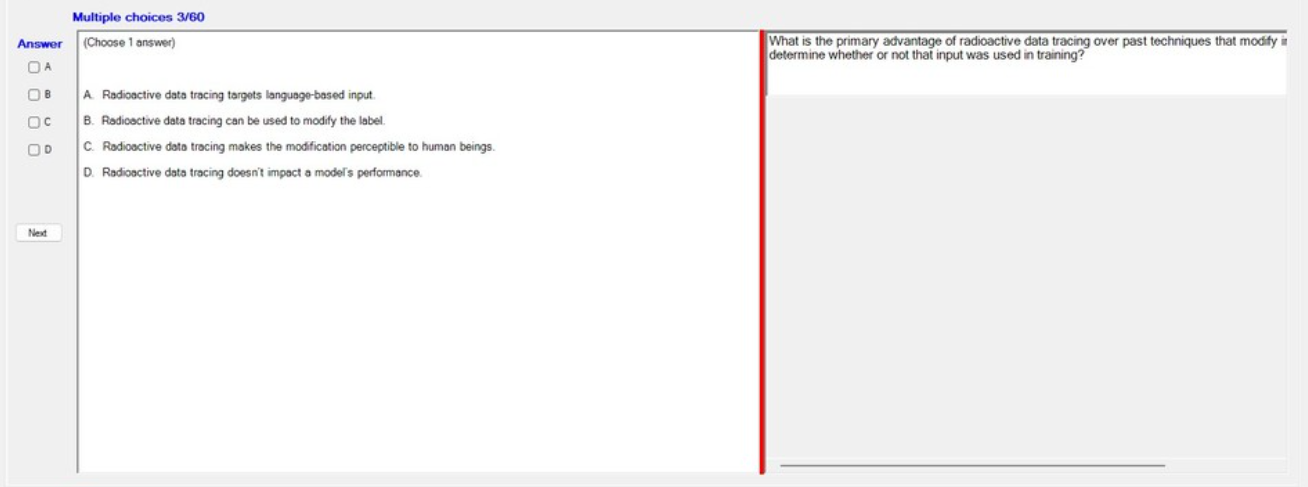 Multiple choices 3/60
Answer
(Choose 1 answer)
A
B
C
D
A. Radioactive data tracing targets language-based input.
B. Radioactive data tracing can be used to modify the label.
C. Radioactive data tracing makes the modification perceptible to human beings.
D. Radioactive data tracing doesn't impact a model's performance.
Next
What is the primary advantage of radioactive data tracing over past techniques that modify
determine whether or not that input was used in training?